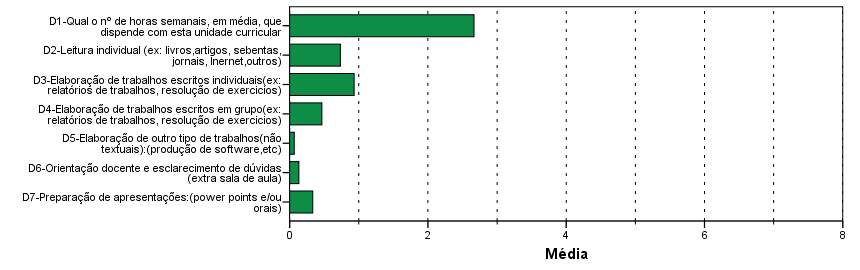 D1-Qual o nº de horas semanais, em média, que
dispende com esta unidade curricular
D2-Leitura individual (ex: livros,artigos, sebentas,
jornais, Inernet,outros)
D3-Elaboração de trabalhos escritos individuais(ex:
relatórios de trabalhos, resolução de exercicios)
D4-Elaboração de trabalhos escritos em grupo(ex:
relatórios de trabalhos, resolução de exercicios)
D5-Elaboração de outro tipo de trabalhos(não
textuais):(produção de software,etc)
D6-Orientação docente e esclarecimento de dúvidas
(extra sala de aula)
D7-Preparação de apresentações:(power points e/ou
orais)
0 2 4 6 8
Média